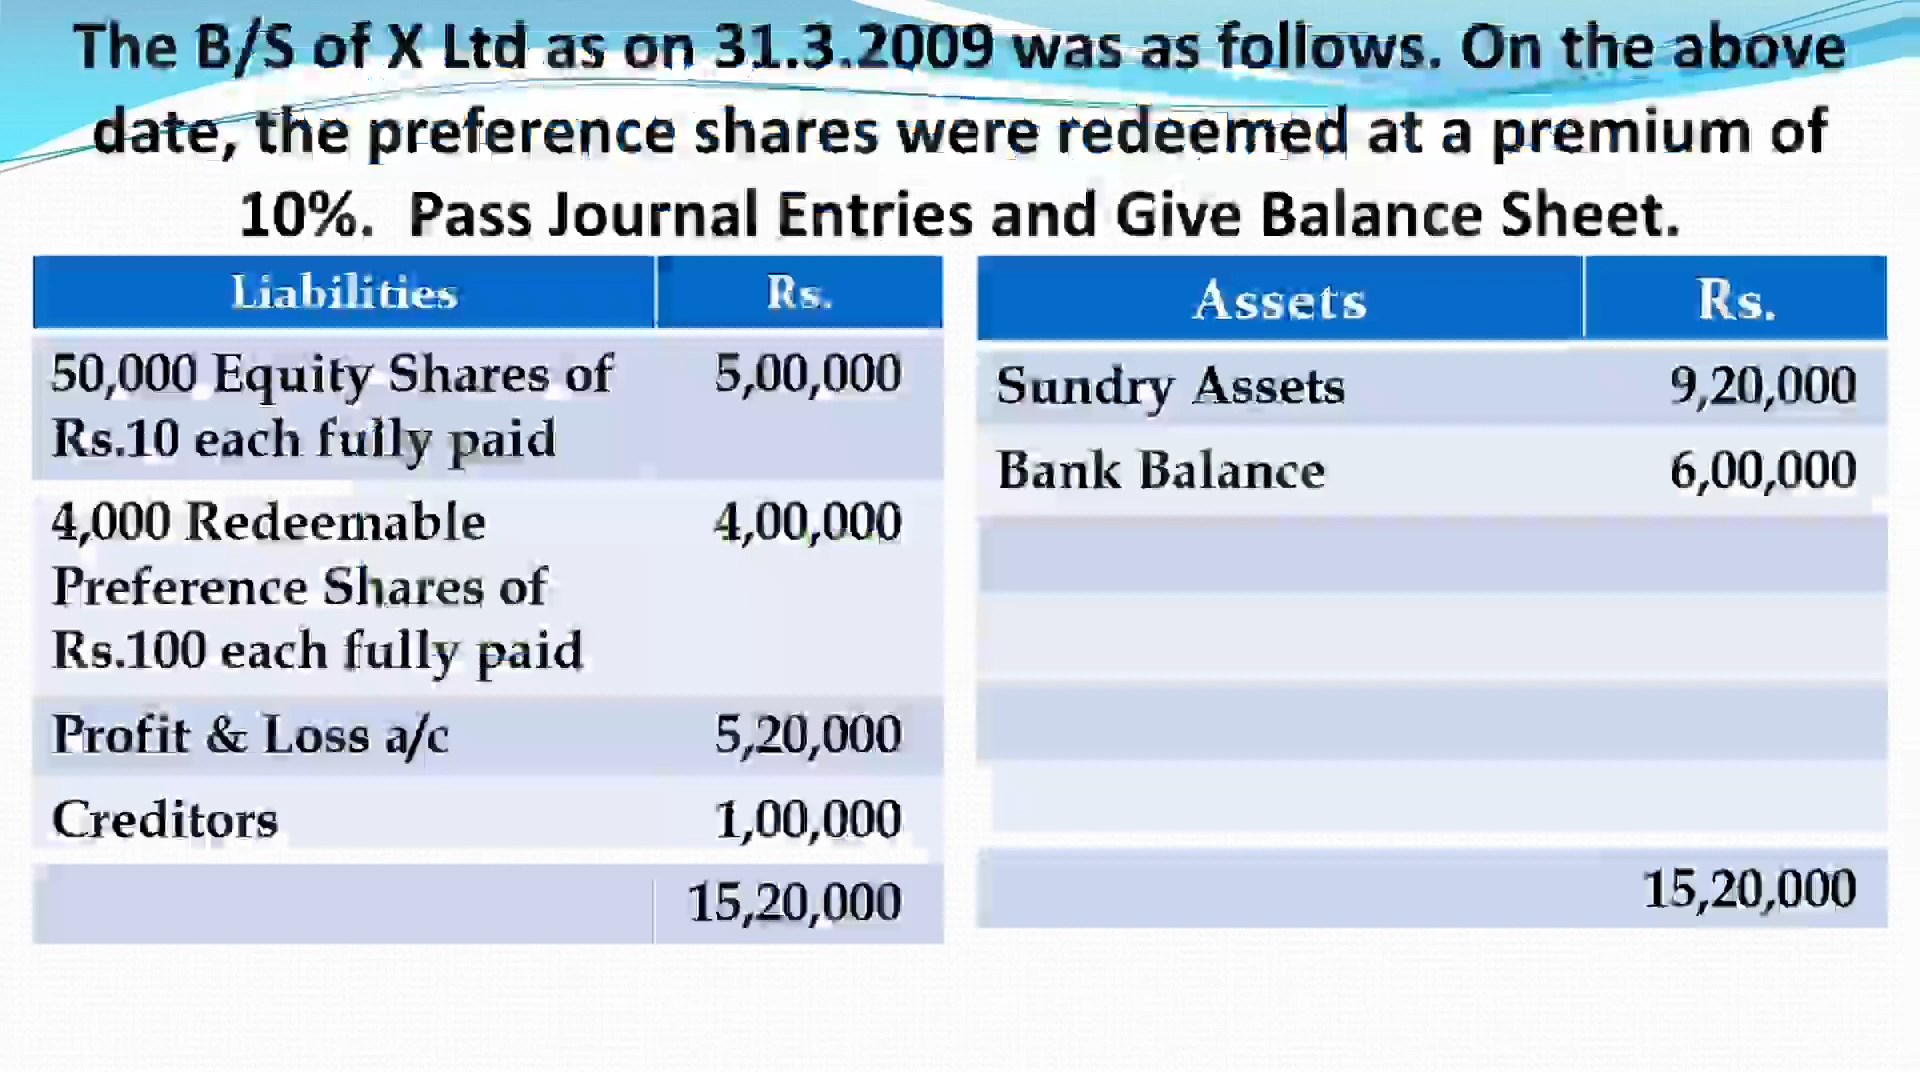 The B/S of X Ltd as on 31.3.2009 was as follows. On the above
date, the preference shares were redeemed at a premium of
10%. Pass Journal Entries and Give Balance Sheet.
Liabilities Rs.
50,000 Equity Shares of 5,00,000
Rs.10 each fully paid
4,000 Redeemable 4,00,000
Preference Shares of
Rs.100 each fully paid
Profit & Loss a/c 5,20,000
Creditors 1,00,000
15,20,000
Assets Rs.
Sundry Assets 9,20,000
Bank Balance 6,00,000
15,20,000